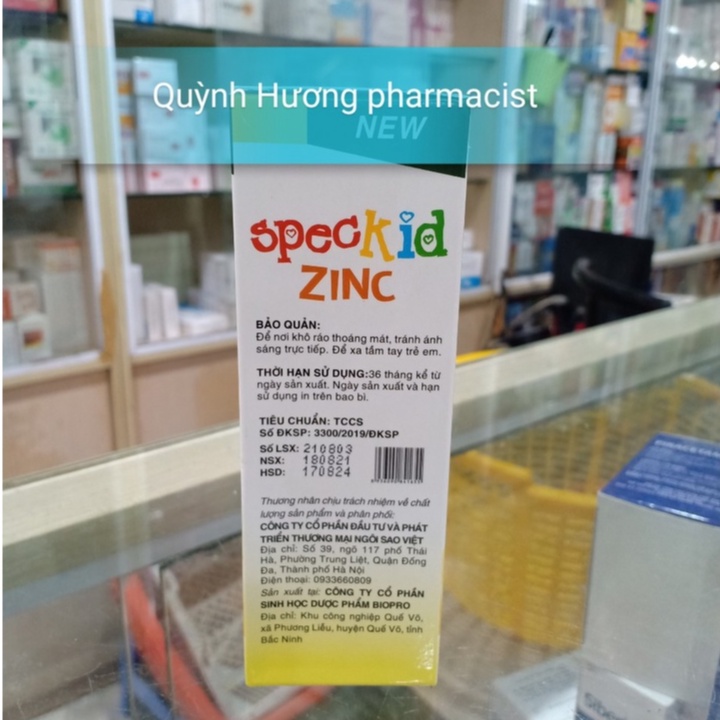 Quỳnh Hương pharmacist
NEW
specKid
ZINC
BẢO QUẢN:
Để nơi khô ráo thoáng mát, tránh ánh
sáng trực tiếp. Để xa tầm tay trẻ em.
THỜI HẠN SỬ DỤNG:36 tháng kể từ
ngày sản xuất. Ngày sản xuất và hạn
sử dụng in trên bao bì.
TIÊU CHUẨN: TCCS
Số ĐKSP: 3300/2019/ĐKSP
Số LSX: 210803
NSX: 180821
HSD: 170824
Thương nhân chịu trách nhiệm về chất
lượng sản phẩm và phân phối:
CÔNG TY CỔ PHẦN ĐẦU TƯ VÀ PHÁT
TRIỂN THƯƠNG MẠI NGÔI SAO VIỆT
Địa chỉ: Số 39, ngõ 117 phố Thái
Hà, Phường Trung Liệt, Quận Đống
Đa, Thành phố Hà Nội
Điện thoại: 0933660809
Sản xuất tại: CÔNG TY CỔ PHẦN
SINH HỌC DƯỢC PHẨM BIOPRO
Địa chỉ: Khu công nghiệp Quế Võ,
xã Phương Liễu, huyện Quế Võ, tỉnh
Bắc Ninh